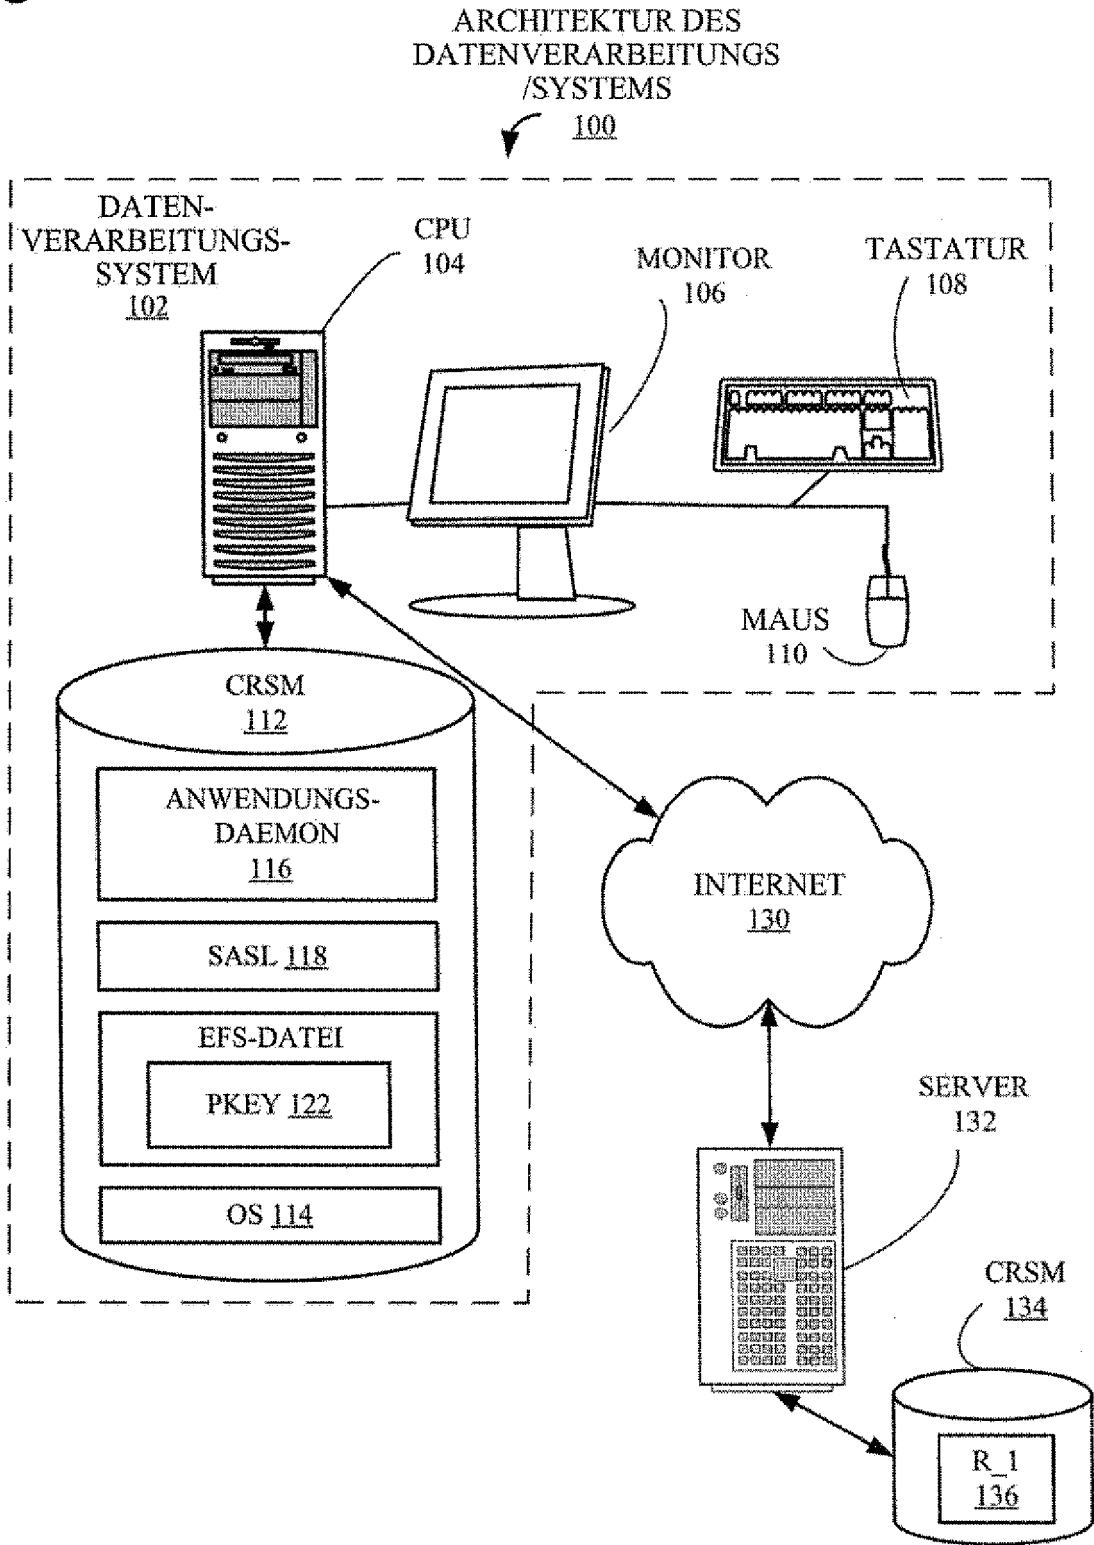 ARCHITEKTUR DES
DATENVERARBEITUNGS
/SYSTEMS
100
DATEN-
VERARBEITUNGS-
SYSTEM
102
CPU
104
MONITOR
106
TASTATUR
108
MAUS
110
CRSM
112
ANWENDUNGS-
DAEMON
116
SASL 118
EFS-DATEI
PKEY 122
OS 114
INTERNET
130
SERVER
132
CRSM
134
R_1
136